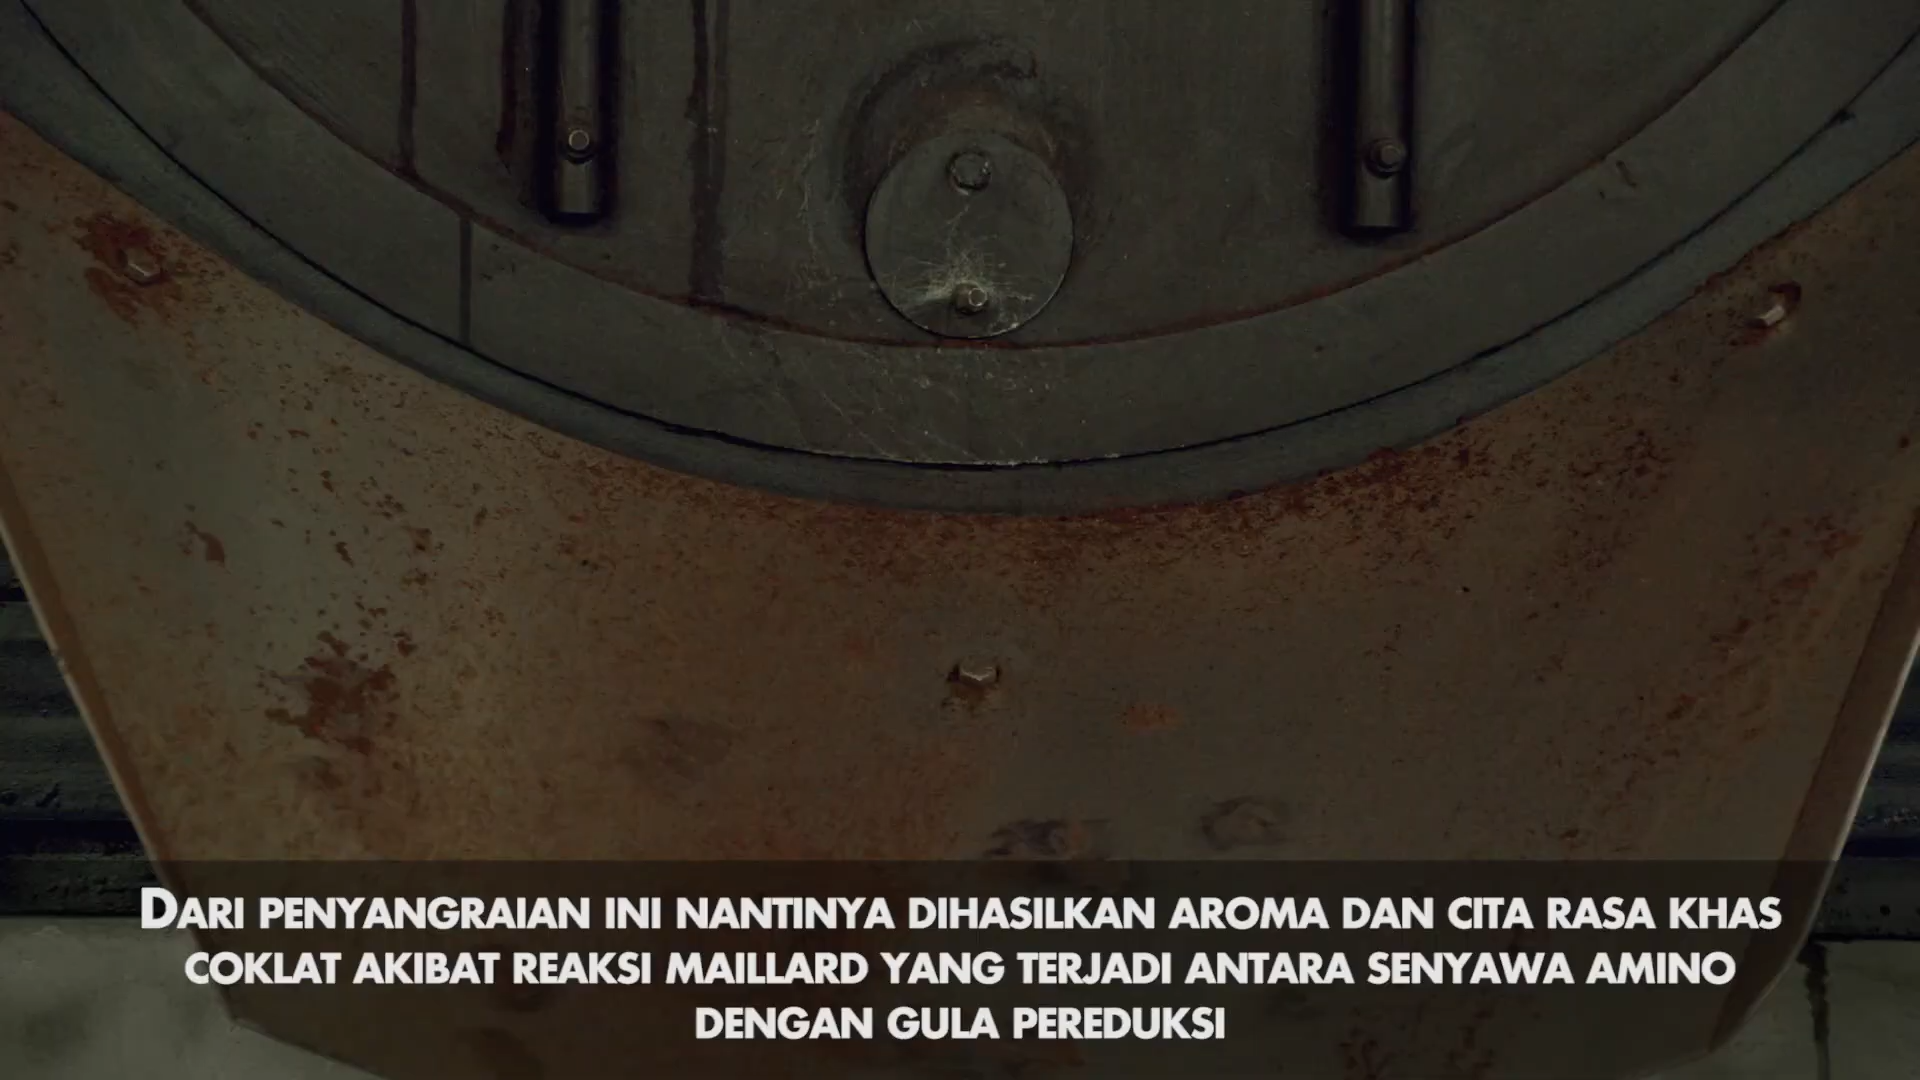 DARI PENYANGRAIAN INI NANTINYA DIHASILKAN AROMA DAN CITA RASA KHAS
COKLAT AKIBAT REAKSI MAILLARD YANG TERJADI ANTARA SENYAWA AMINO
DENGAN GULA PEREDUKSI